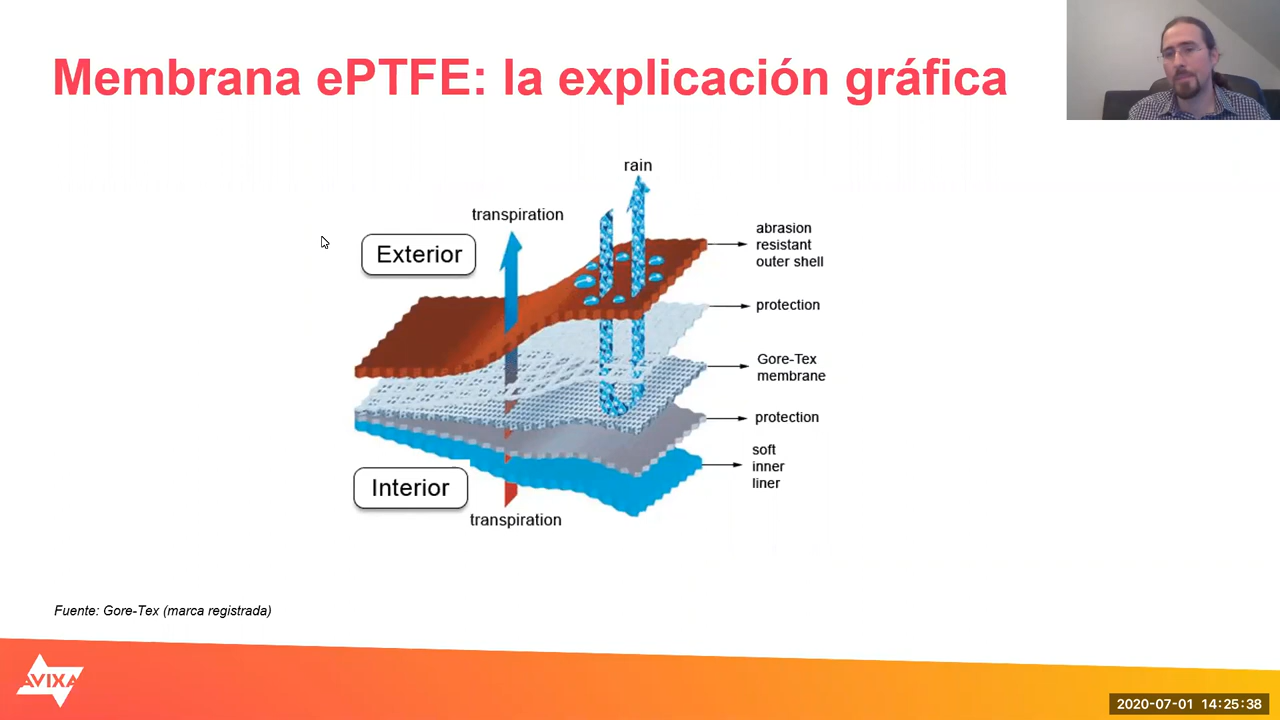 Membrana ePTFE: la explicación gráfica
rain
transpiration
Exterior
abrasion
resistant
outer shell
protection
Gore-Tex
membrane
protection
soft
inner
liner
Interior
transpiration
Fuente: Gore-Tex (marca registrada)
AVIXA
2020-07-01 14:25:38